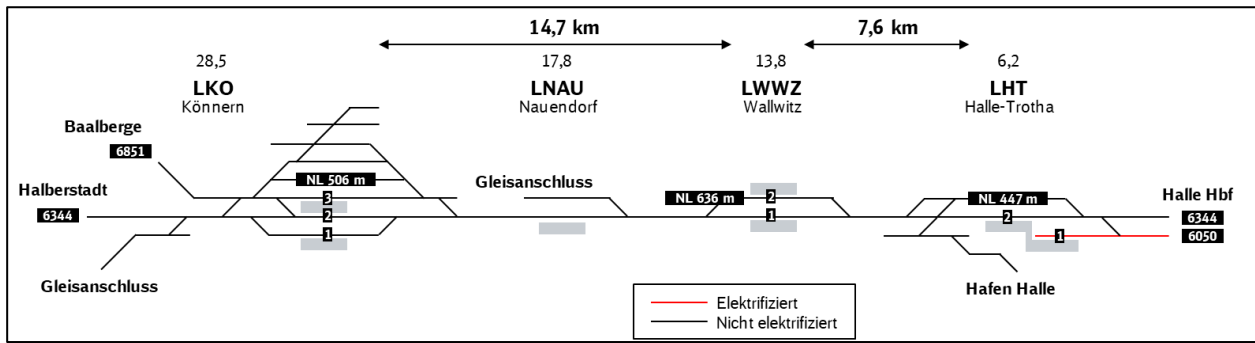 14,7 km
7,6 km
28,5
17,8
13,8
6,2
LKO
LNAU
LWWZ
LHT
Könnern
Nauendorf
Wallwitz
Halle-Trotha
Baalberge
6851
NL 506 m
Gleisanschluss
NL 636 m
2
NL 447 m
Halle Hbf
Halberstadt
3
6344
2
1
2
6344
1
1
6050
Gleisanschluss
Hafen Halle
Elektrifiziert
Nicht elektrifiziert